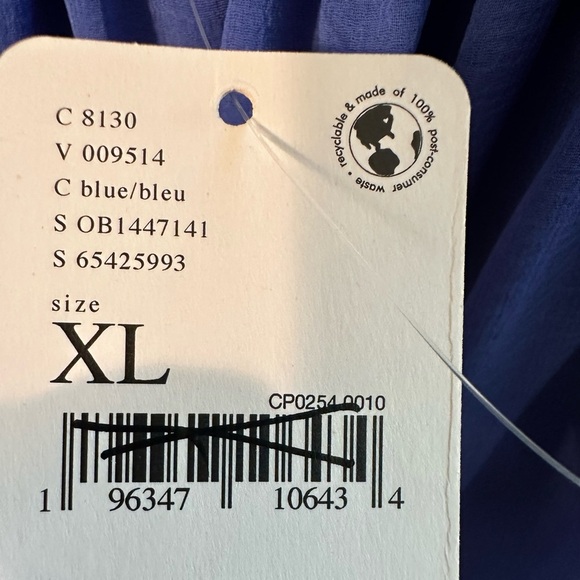 C 8130
V 009514
C blue/bleu
S OB1447141
S 65425993
recyclable & made of 100% post-consumer waste •
size
XL
CP0254 0010
1 96347 10643 4